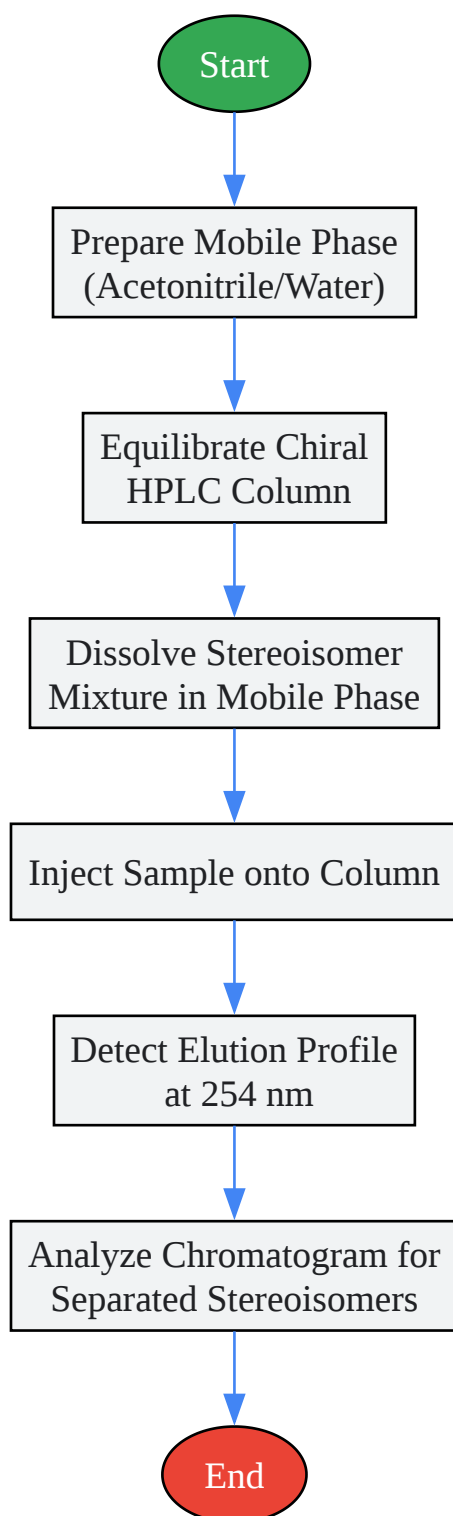 Start
Prepare Mobile Phase
(Acetonitrile/Water)
Equilibrate Chiral
HPLC Column
Dissolve Stereoisomer
Mixture in Mobile Phase
Inject Sample onto Column
Detect Elution Profile
at 254 nm
Analyze Chromatogram for
Separated Stereoisomers
End